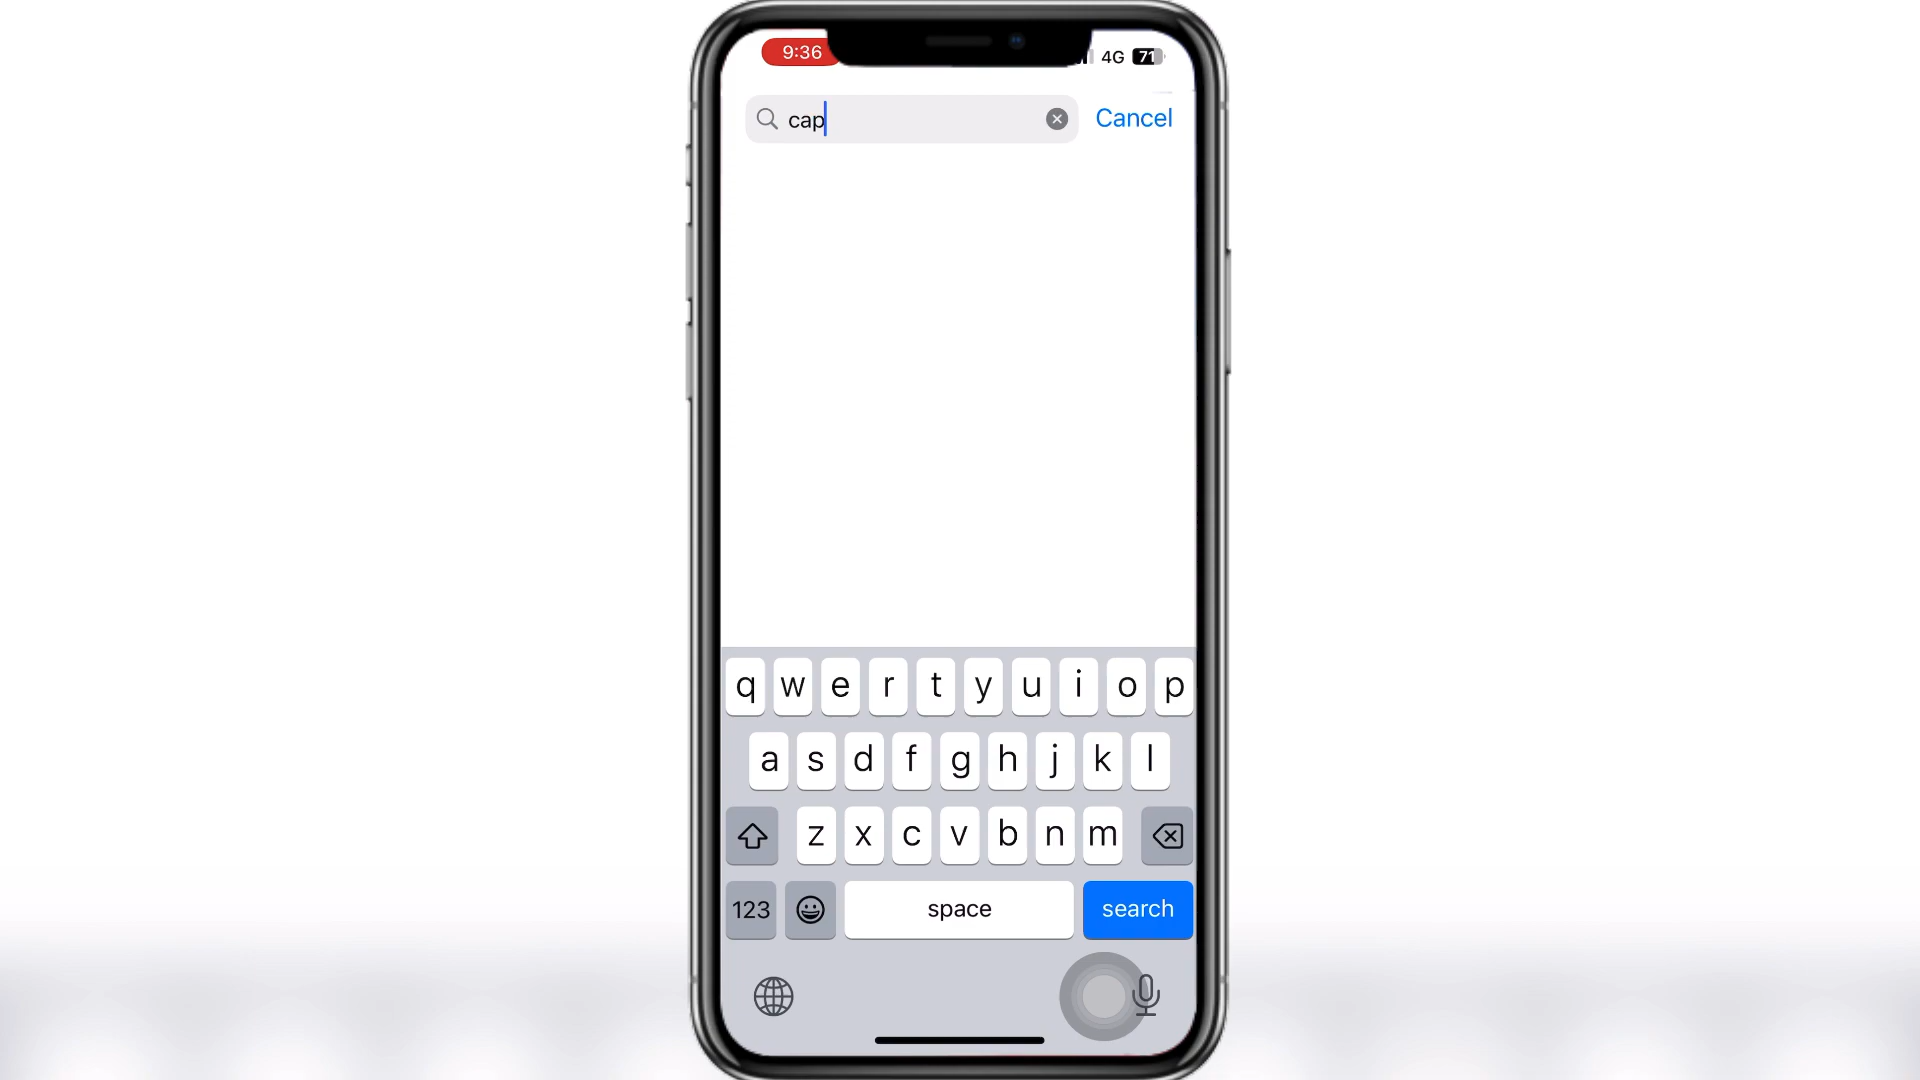 9:36
4G 71
cap
Cancel
q w e r t y u i o p
a s d f g h j k l
z x c v b n m
123 space search